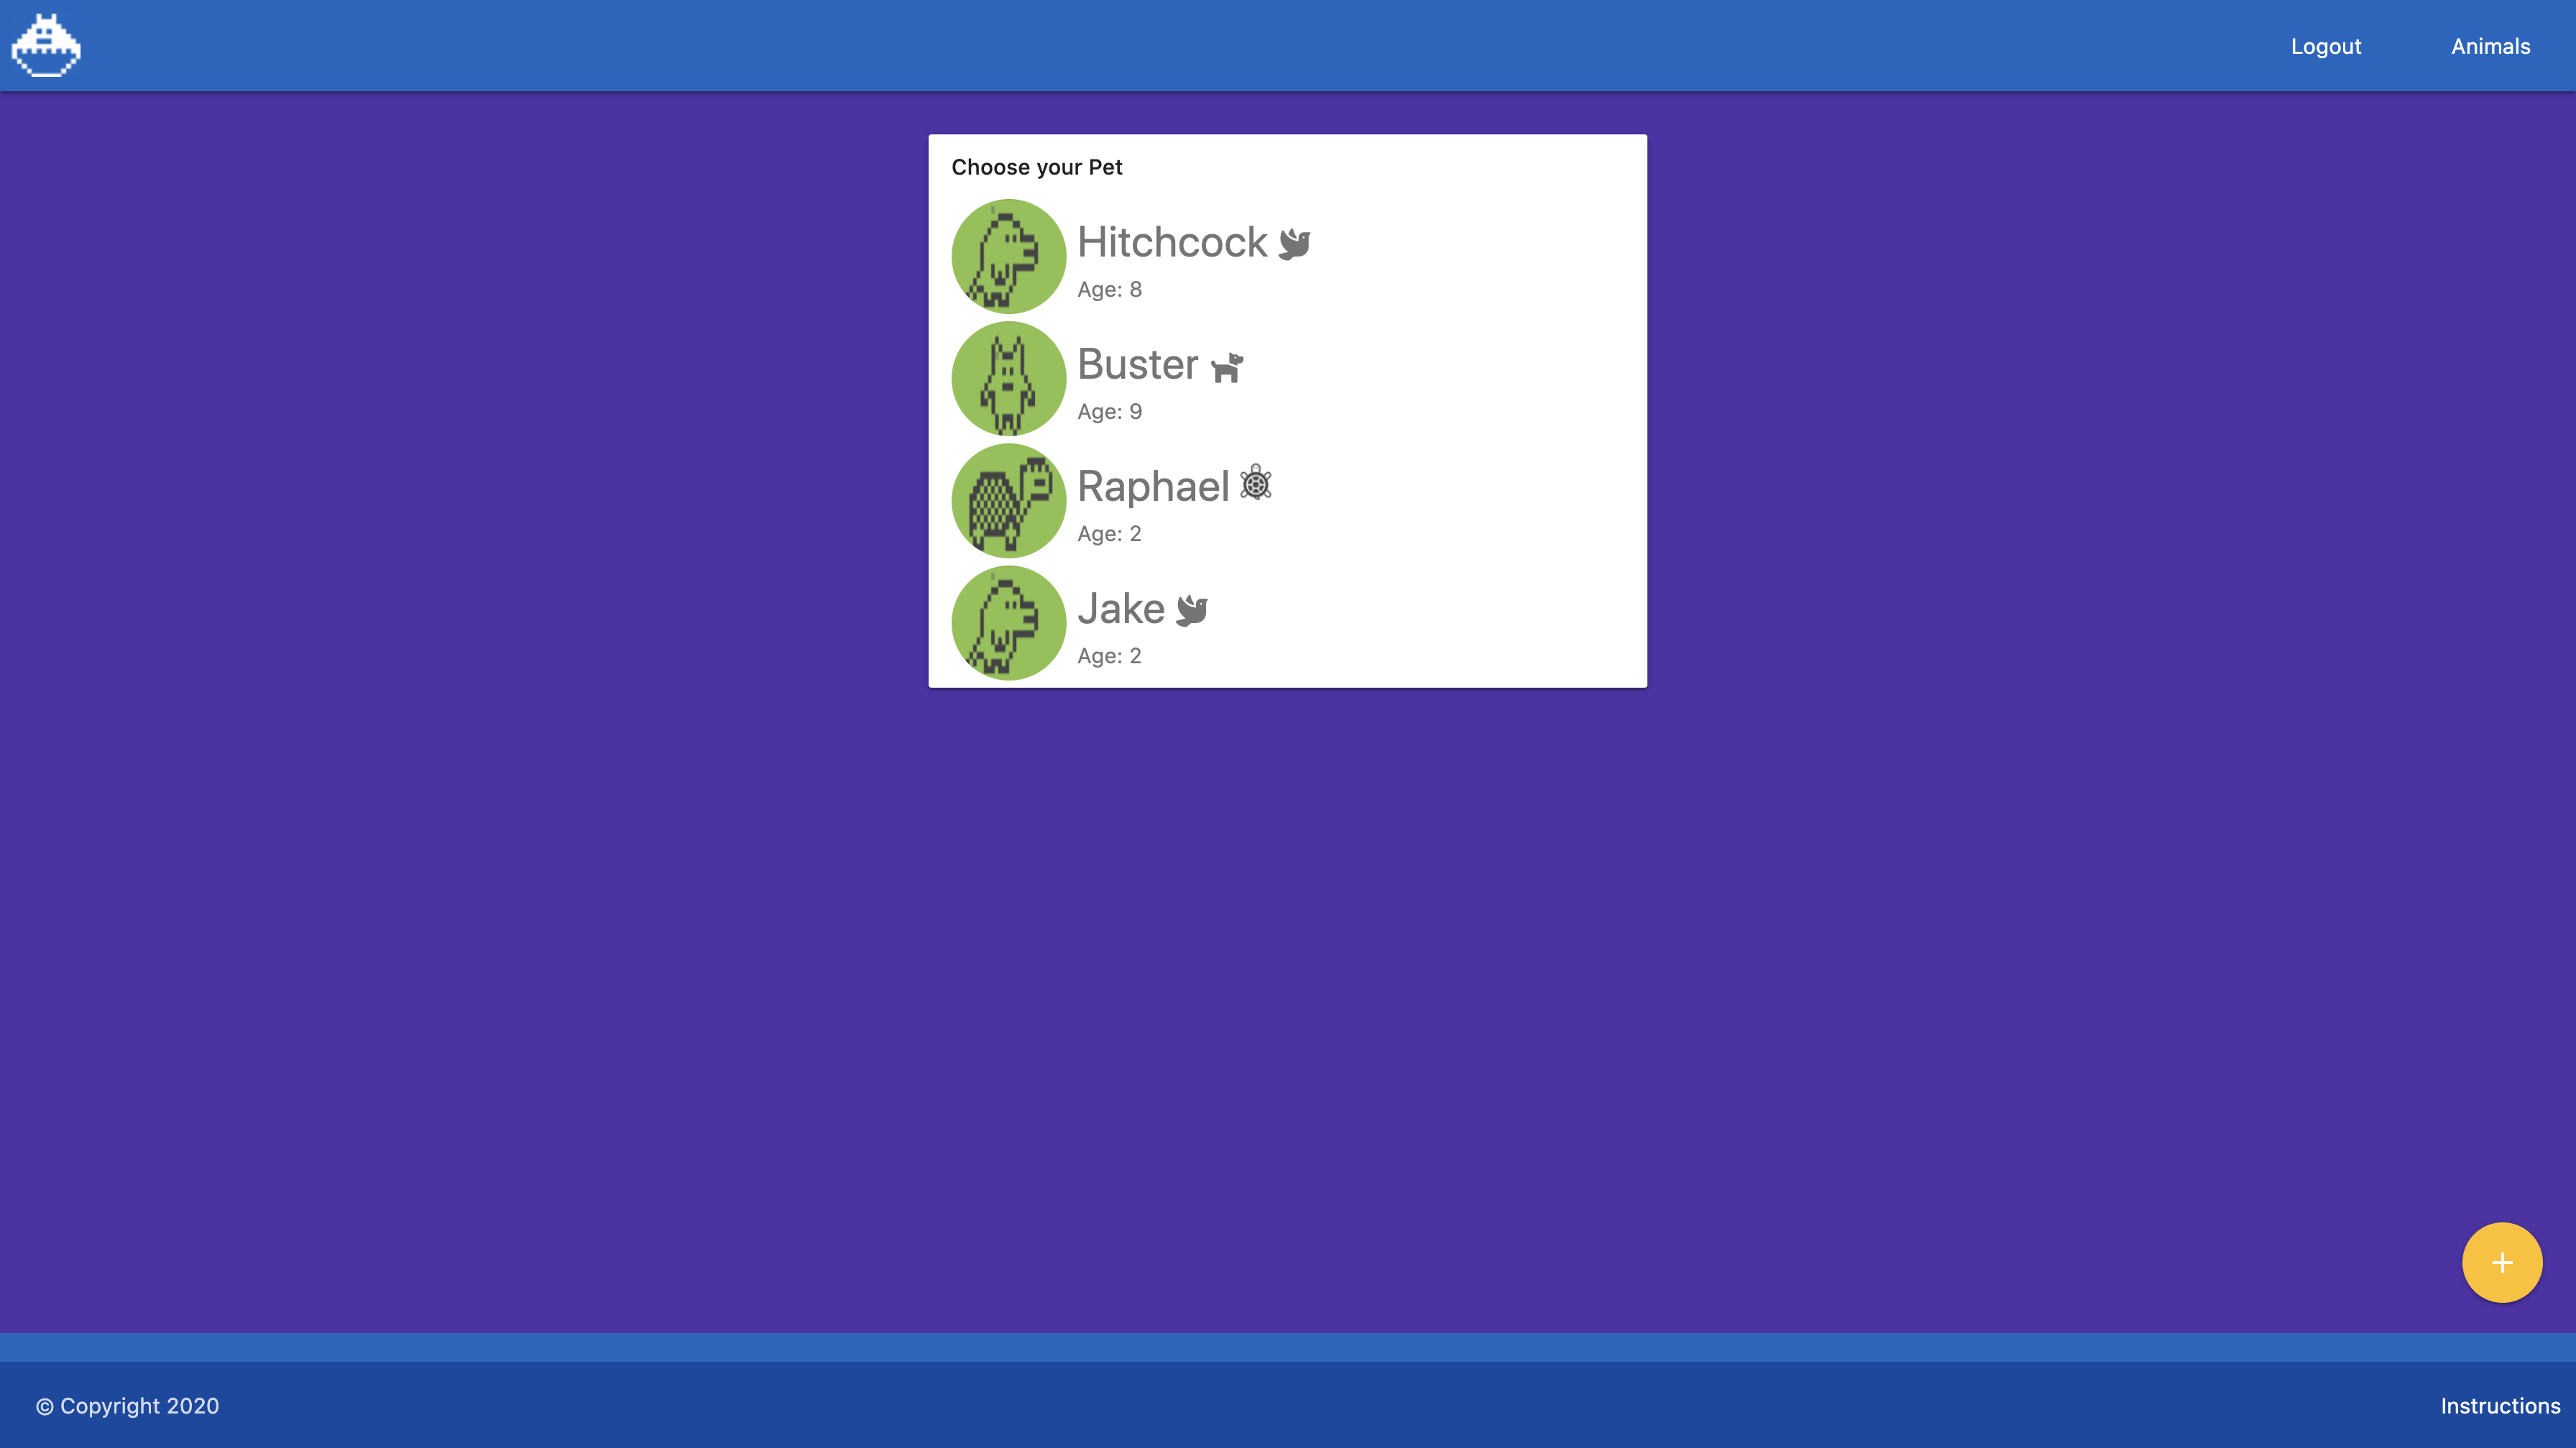 Logout Animals
Choose your Pet
Hitchcock
Age: 8
Buster
Age: 9
Raphael
Age: 2
Jake
Age: 2
+
© Copyright 2020 Instructions